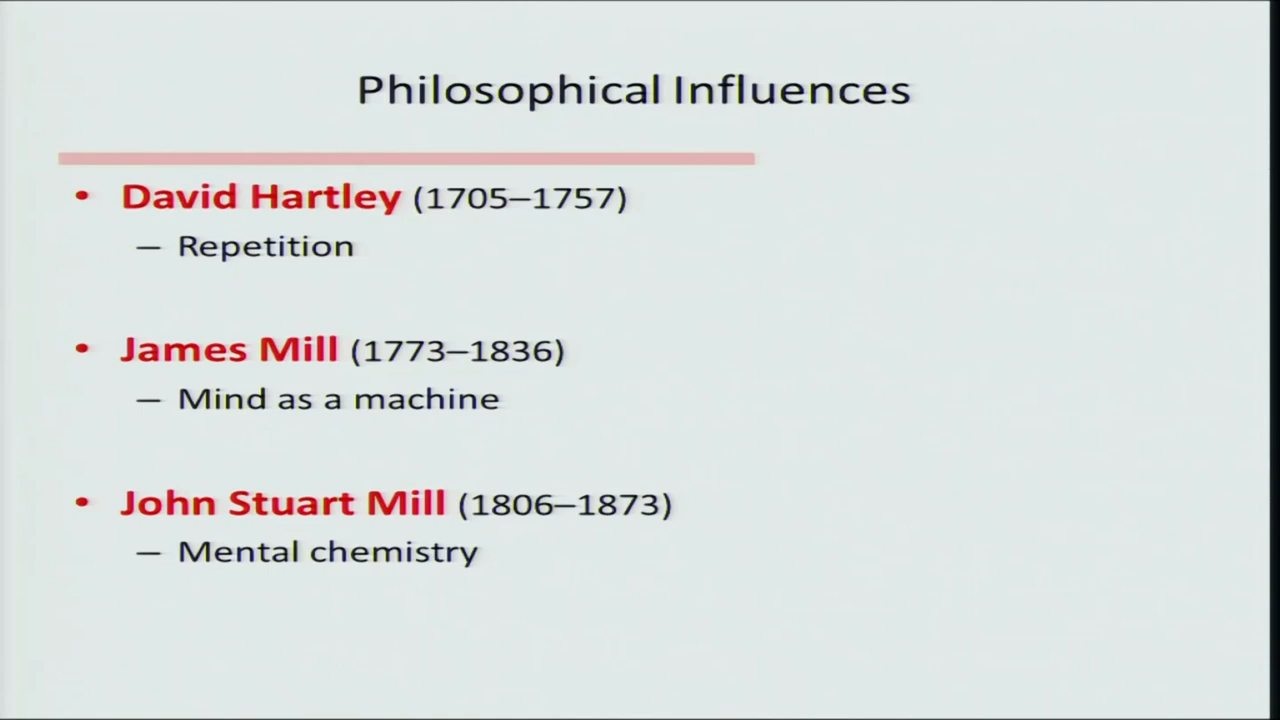 Philosophical Influences
• David Hartley (1705–1757)
– Repetition
• James Mill (1773–1836)
– Mind as a machine
• John Stuart Mill (1806–1873)
– Mental chemistry